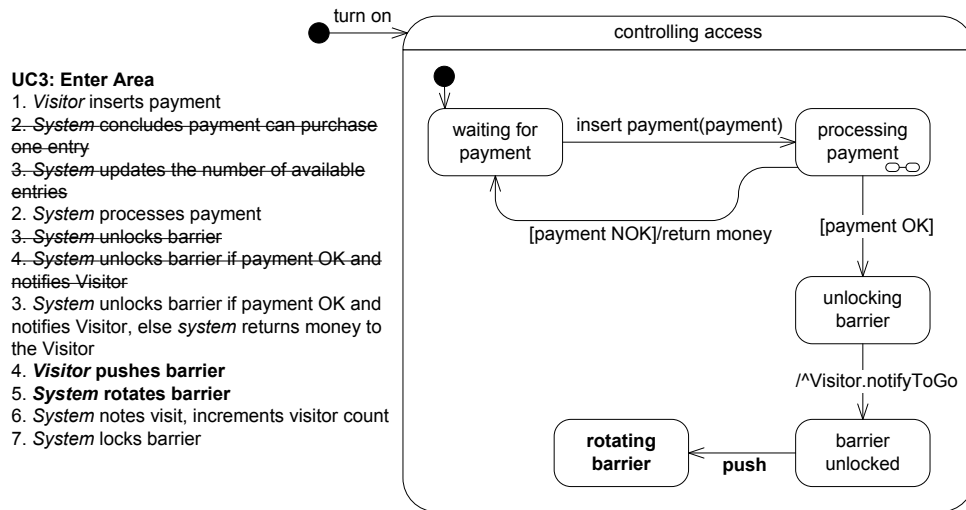 turn on
controlling access
UC3: Enter Area
1. Visitor inserts payment
2. System concludes payment can purchase
one entry
3. System updates the number of available
entries
2. System processes payment
3. System unlocks barrier
4. System unlocks barrier if payment OK and
notifies Visitor
3. System unlocks barrier if payment OK and
notifies Visitor, else system returns money to
the Visitor
4. Visitor pushes barrier
5. System rotates barrier
6. System notes visit, increments visitor count
7. System locks barrier
waiting for
payment
insert payment(payment)
processing
payment
[payment NOK]/return money
[payment OK]
unlocking
barrier
/^Visitor.notifyToGo
barrier
unlocked
push
rotating
barrier